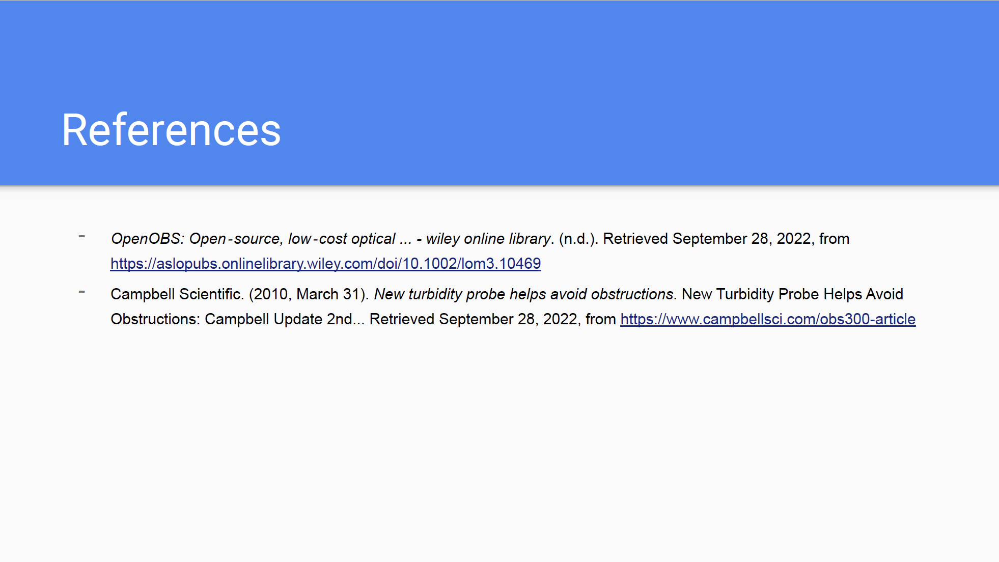 References
- OpenOBS: Open-source, low-cost optical ... - wiley online library. (n.d.). Retrieved September 28, 2022, from
https://aslopubs.onlinelibrary.wiley.com/doi/10.1002/lom3.10469
- Campbell Scientific. (2010, March 31). New turbidity probe helps avoid obstructions. New Turbidity Probe Helps Avoid
Obstructions: Campbell Update 2nd... Retrieved September 28, 2022, from https://www.campbellsci.com/obs300-article